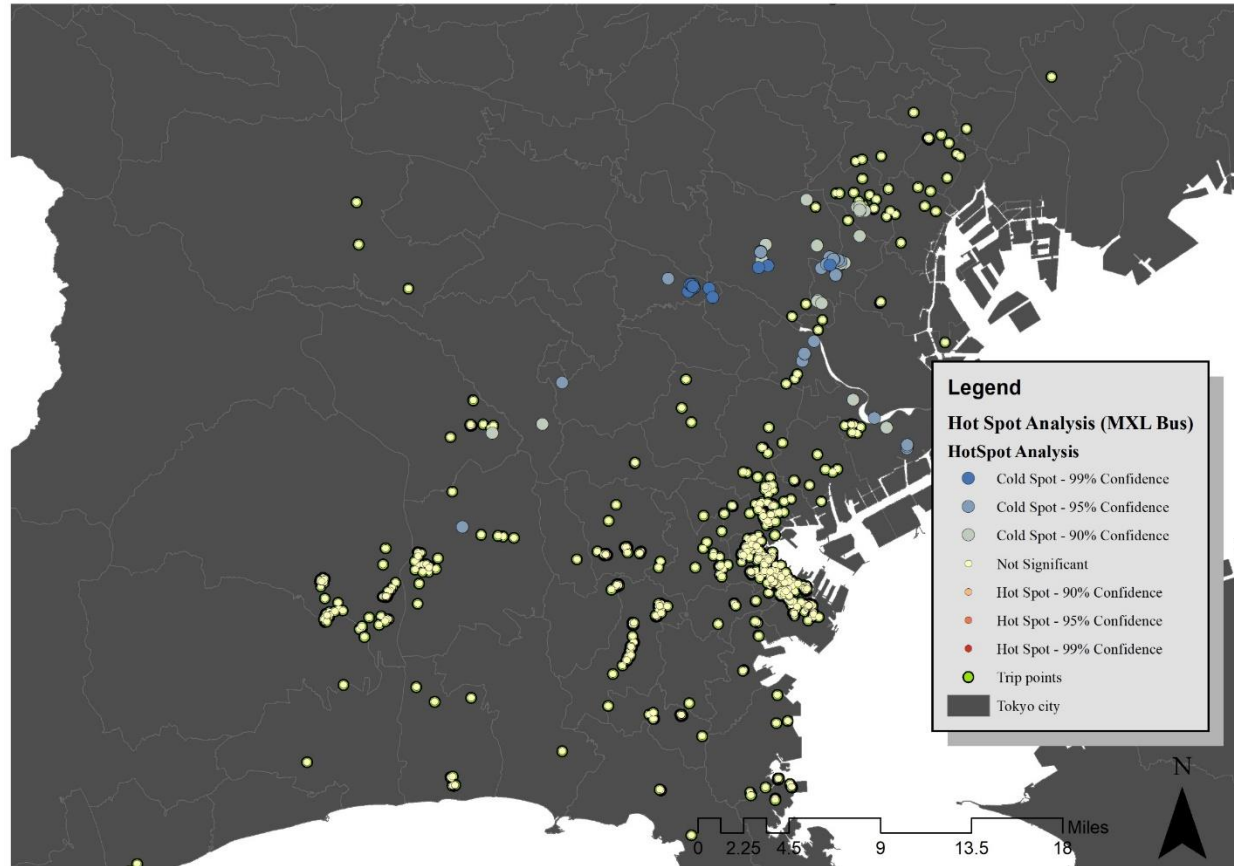 Legend
Hot Spot Analysis (MXL Bus)
HotSpot Analysis
Cold Spot - 99% Confidence
Cold Spot - 95% Confidence
Cold Spot - 90% Confidence
Not Significant
Hot Spot - 90% Confidence
Hot Spot - 95% Confidence
Hot Spot - 99% Confidence
Trip points
Tokyo city
N
Miles
0 2.25 4.5 9 13.5 18